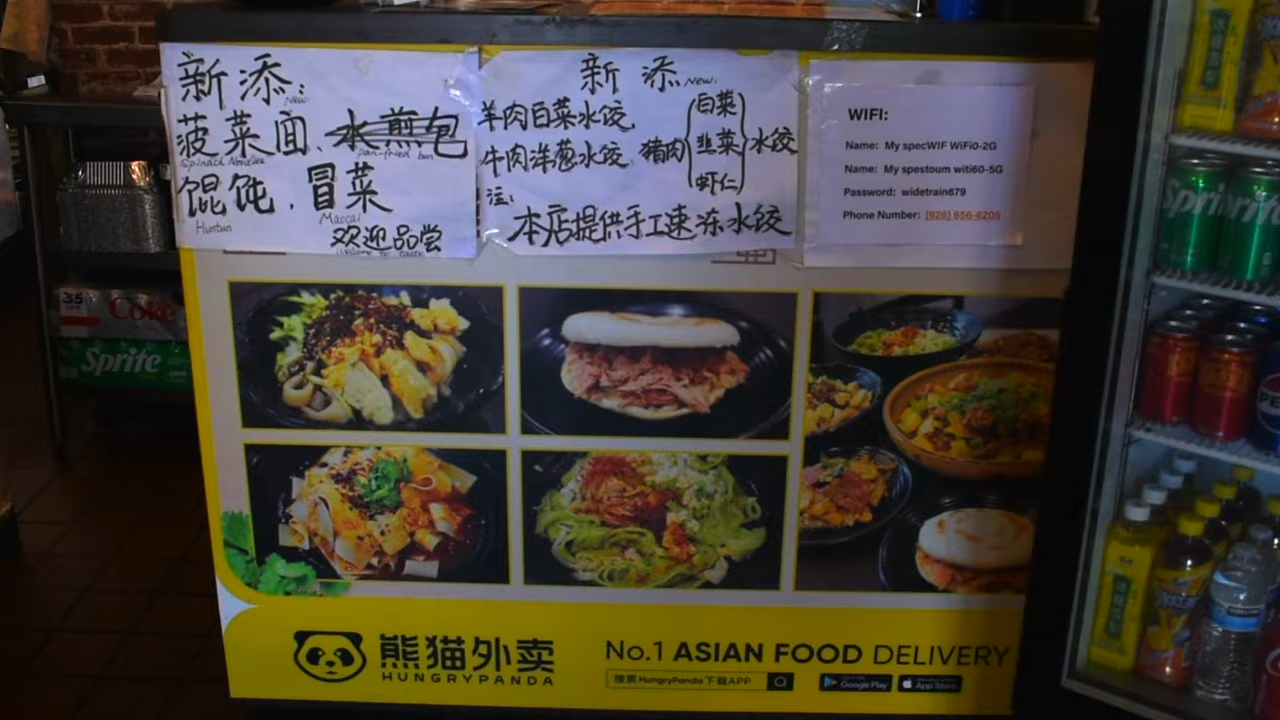 新添:
New.
菠菜面、水煎包
Spinach Noodles
pan-fried bun
馄饨、冒菜
Maocai
Huntun
欢迎品尝
Welcome to taste
新添
New:
羊肉白菜水饺
牛肉洋葱水饺
猪肉 白菜 韭菜 虾仁 水饺
注:
本店提供手工速冻水饺
WIFI:
Name: My specWIF WiFi0-2G
Name: My spestoum witi60-5G
Password: widetrain679
Phone Number: (626) 656-6205
35
Coke
Sprite
Sprite
熊猫外卖
HUNGRYPANDA
No.1 ASIAN FOOD DELIVERY
搜索HungryPanda下载APP
Google Play
App Store